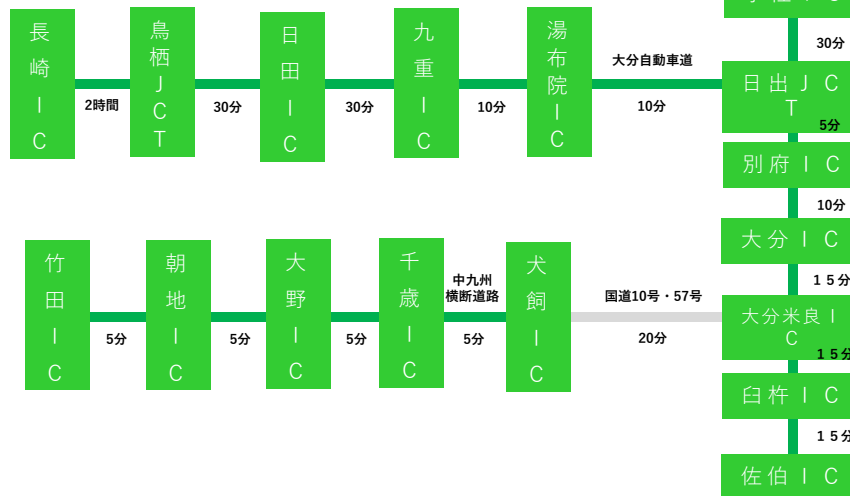 長崎IC
2時間
鳥栖JCT
30分
日田IC
30分
九重IC
10分
湯布院IC
大分自動車道
10分
30分
日出JC
T
5分
別府IC
10分
大分IC
15分
大分米良I
C
15分
臼杵IC
15分
佐伯IC
竹田IC
5分
朝地IC
5分
大野IC
5分
千歳IC
中九州
横断道路
5分
犬飼IC
国道10号・57号
20分